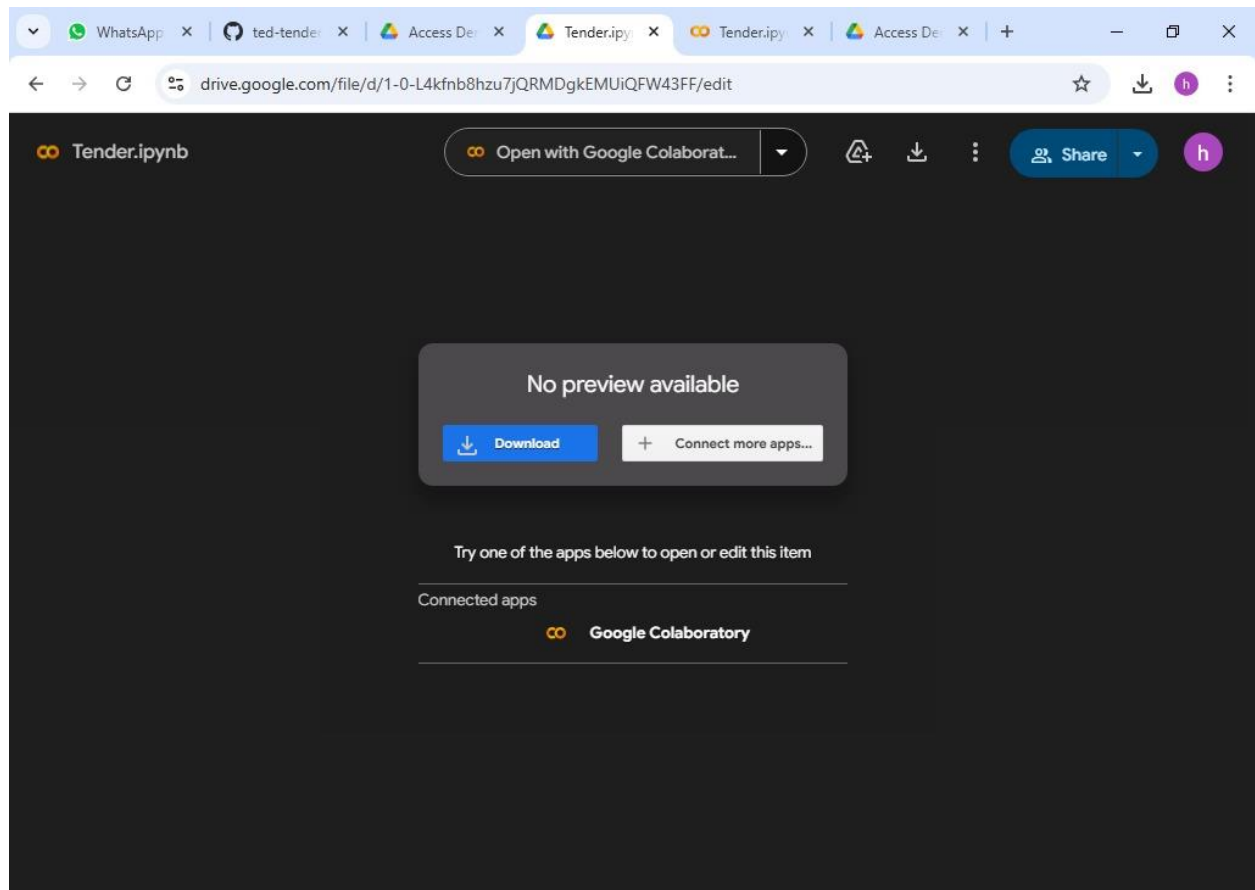 WhatsApp
ted-tender
Access De
Tender.ipy
Tender.ipy
Access De
drive.google.com/file/d/1-0-L4kfnb8hzu7jQRMDgkEMUiQFW43FF/edit
h
Tender.ipynb
Open with Google Colaborat...
Share
h
No preview available
Download
Connect more apps...
Try one of the apps below to open or edit this item
Connected apps
Google Colaboratory